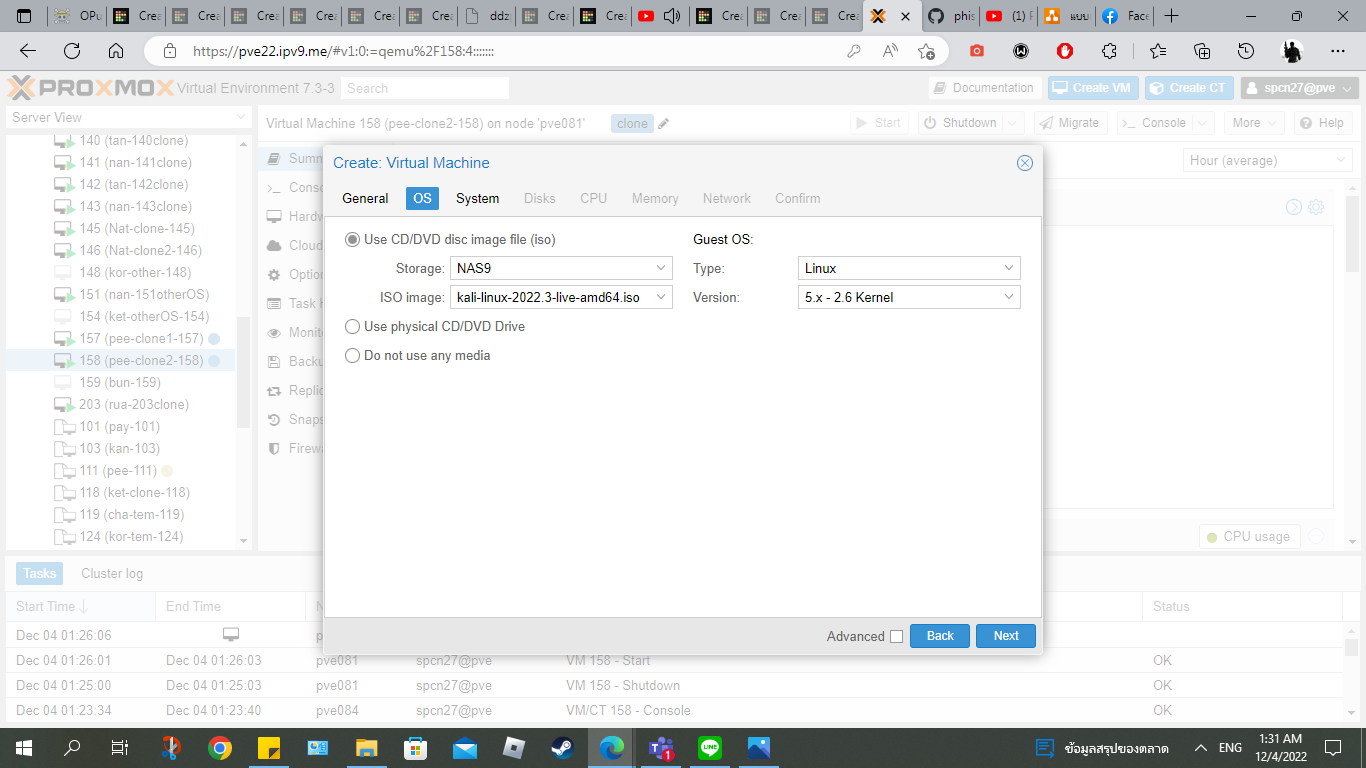 OPu
Crea
Crea
Crea
Crea
Crea
Crea
ddz
Crea
Crea
Crea
Crea
Crea
phis
(1) F
แบบ
Face
https://pve22.ipv9.me/#v1:0:=qemu%2F158:4:::::::
PROXMOX Virtual Environment 7.3-3
Search
Documentation
Create VM
Create CT
spcn27@pve
Server View
Virtual Machine 158 (pee-clone2-158) on node 'pve081'
clone
Start
Shutdown
Migrate
Console
More
Help
140 (tan-140clone)
141 (nan-141clone)
142 (tan-142clone)
143 (nan-143clone)
145 (Nat-clone-145)
146 (Nat-clone2-146)
148 (kor-other-148)
151 (nan-151otherOS)
154 (ket-otherOS-154)
157 (pee-clone1-157)
158 (pee-clone2-158)
159 (bun-159)
203 (rua-203clone)
101 (pay-101)
103 (kan-103)
111 (pee-111)
118 (ket-clone-118)
119 (cha-tem-119)
124 (kor-tem-124)
Summ
Conso
Hardw
Cloud
Option
Task H
Monito
Backu
Replic
Snaps
Firewa
Hour (average)
CPU usage
Create: Virtual Machine
General
OS
System
Disks
CPU
Memory
Network
Confirm
Use CD/DVD disc image file (iso)
Storage: NAS9
ISO image: kali-linux-2022.3-live-amd64.iso
Use physical CD/DVD Drive
Do not use any media
Guest OS:
Type: Linux
Version: 5.x - 2.6 Kernel
Advanced
Back
Next
Tasks
Cluster log
Start Time
End Time
N
Status
Dec 04 01:26:06 p
Dec 04 01:26:01 Dec 04 01:26:03 pve081 spcn27@pve VM 158 - Start OK
Dec 04 01:25:00 Dec 04 01:25:03 pve081 spcn27@pve VM 158 - Shutdown OK
Dec 04 01:23:34 Dec 04 01:23:40 pve084 spcn27@pve VM/CT 158 - Console OK
ข้อมูลสรุปของตลาด
ENG
1:31 AM
12/4/2022